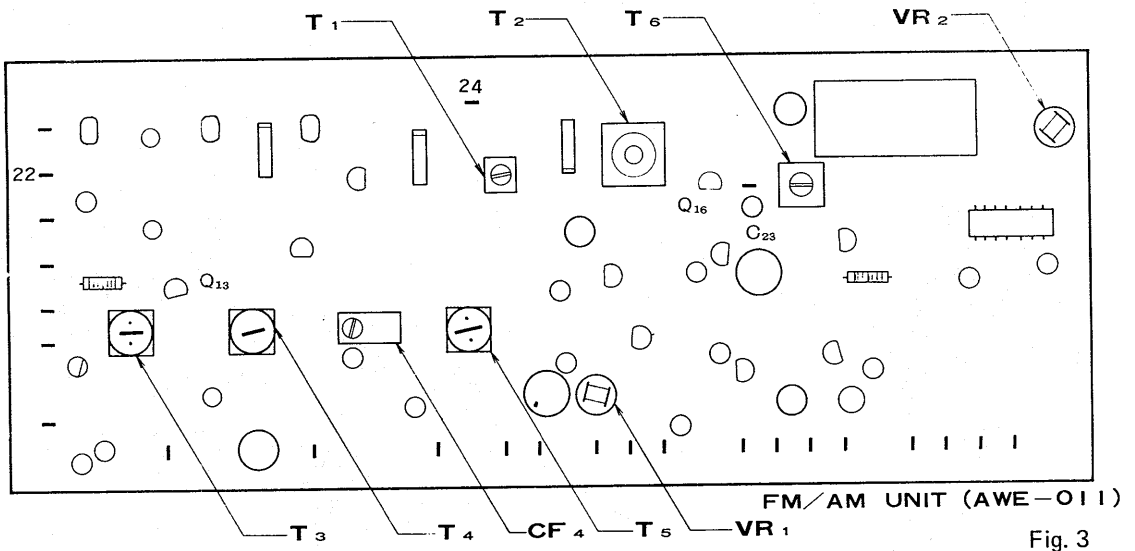 T₁ T₂ T₆ VR₂
24
22
Q₁₆
C₂₃
Q₁₃
FM/AM UNIT (AWE-011)
T₃ T₄ CF₄ T₅ VR₁
Fig. 3